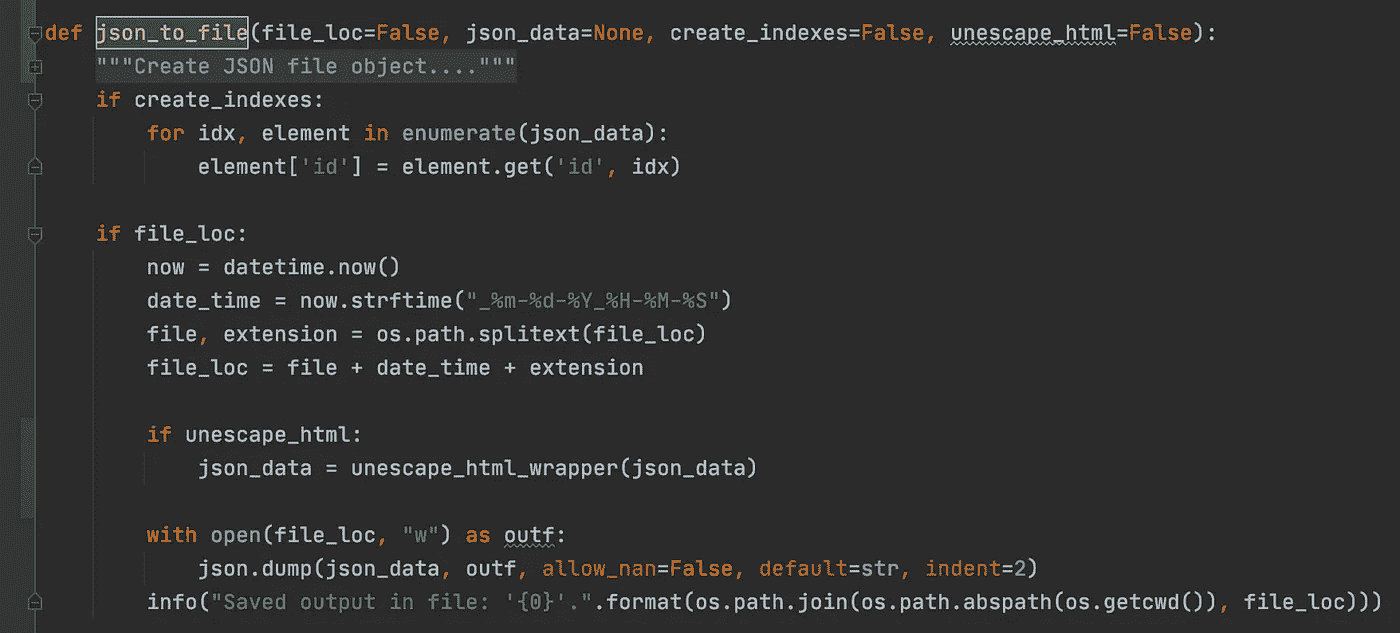 def json_to_file(file_loc=False, json_data=None, create_indexes=False, unescape_html=False):
    """Create JSON file object...."""
    if create_indexes:
        for idx, element in enumerate(json_data):
            element['id'] = element.get('id', idx)

    if file_loc:
        now = datetime.now()
        date_time = now.strftime("_%m-%d-%Y_%H-%M-%S")
        file, extension = os.path.splitext(file_loc)
        file_loc = file + date_time + extension

        if unescape_html:
            json_data = unescape_html_wrapper(json_data)

        with open(file_loc, "w") as outf:
            json.dump(json_data, outf, allow_nan=False, default=str, indent=2)
        info("Saved output in file: '{0}'.".format(os.path.join(os.path.abspath(os.getcwd()), file_loc)))